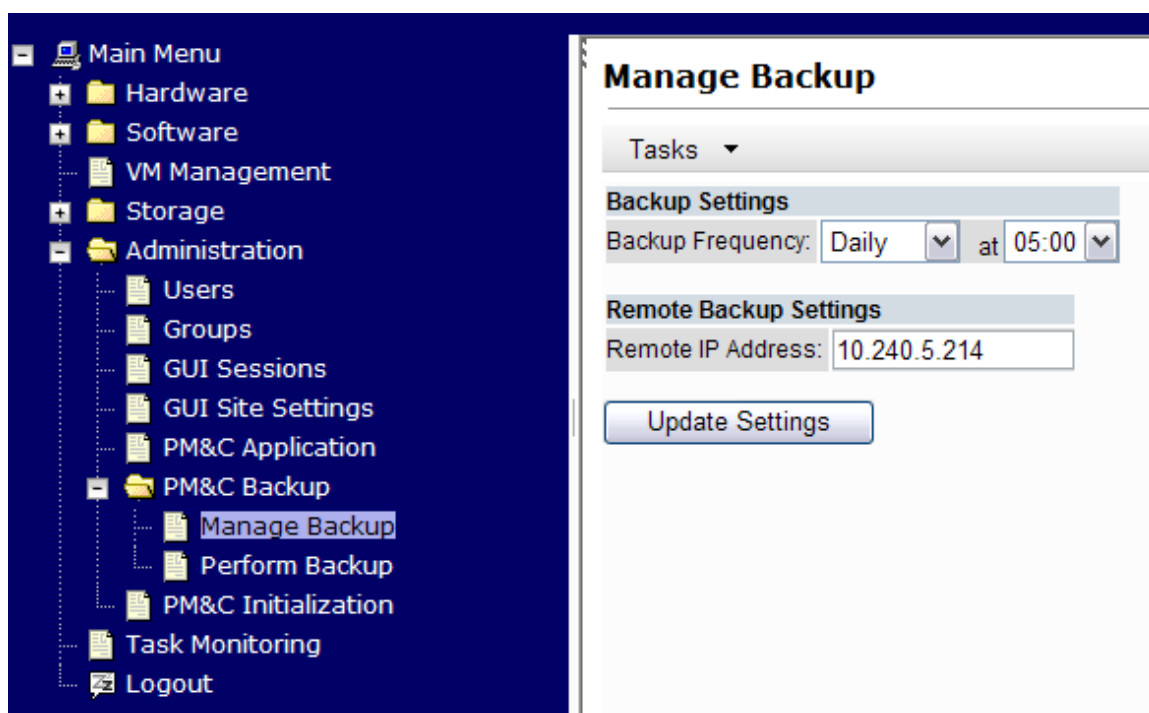 Main Menu
Hardware
Software
VM Management
Storage
Administration
Users
Groups
GUI Sessions
GUI Site Settings
PM&C Application
PM&C Backup
Manage Backup
Perform Backup
PM&C Initialization
Task Monitoring
Logout
Manage Backup
Tasks
Backup Settings
Backup Frequency: Daily at 05:00
Remote Backup Settings
Remote IP Address: 10.240.5.214
Update Settings